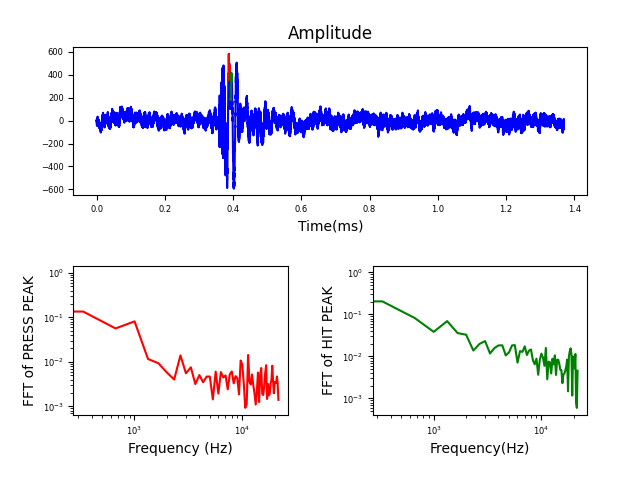 Amplitude
600
400
200
0
−200
−400
−600
0.0 0.2 0.4 0.6 0.8 1.0 1.2 1.4
Time(ms)
FFT of PRESS PEAK
10⁰
10⁻¹
10⁻²
10⁻³
10³ 10⁴
Frequency (Hz)
FFT of HIT PEAK
10⁰
10⁻¹
10⁻²
10⁻³
10³ 10⁴
Frequency(Hz)